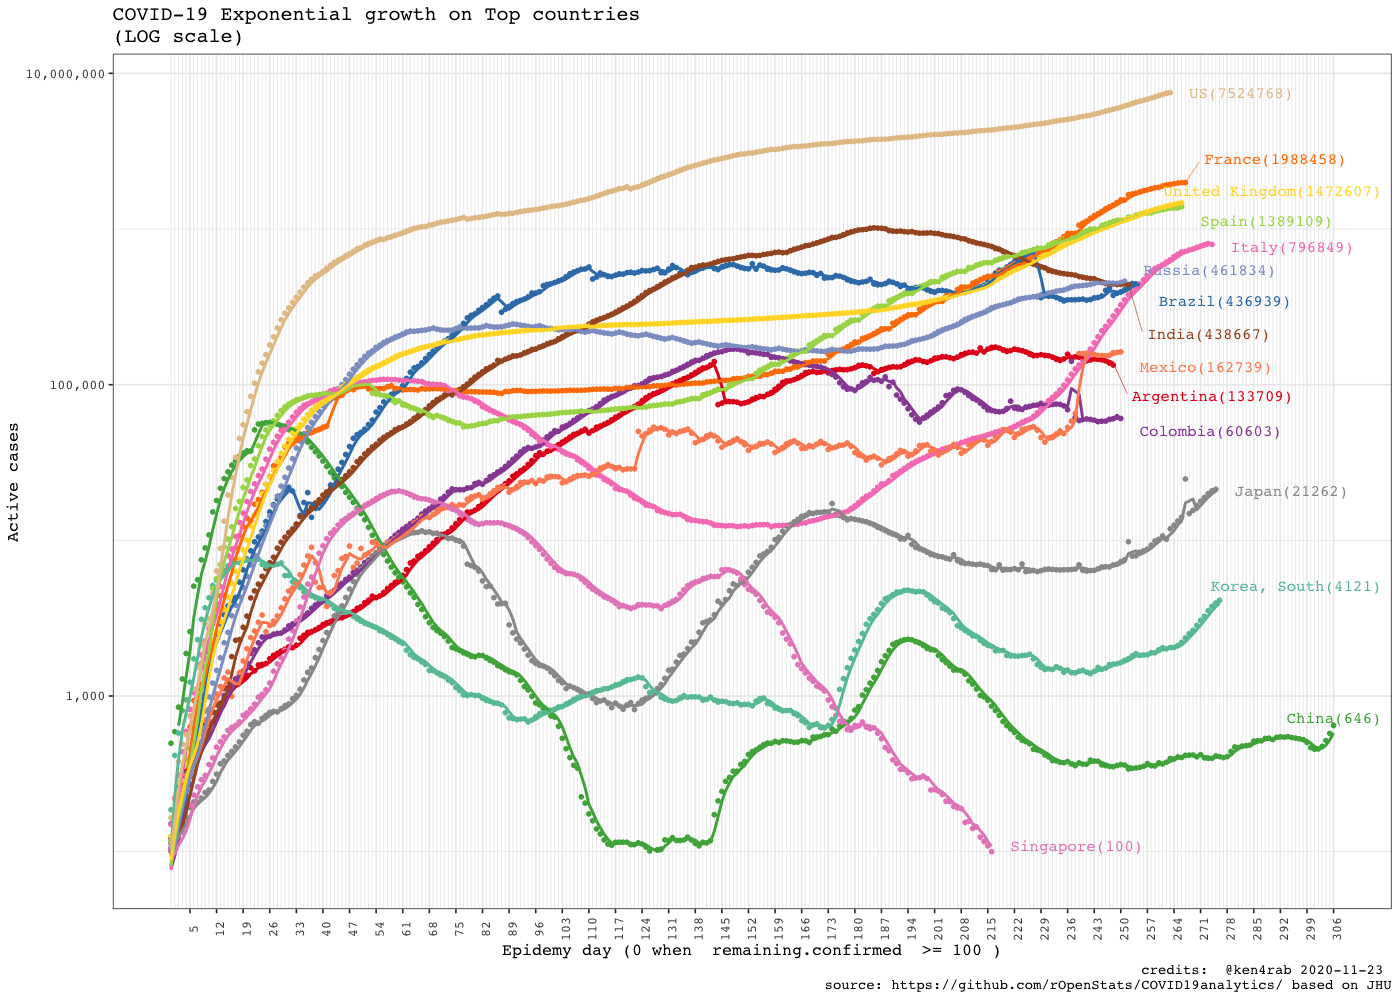 COVID-19 Exponential growth on Top countries
(LOG scale)
10,000,000
100,000
1,000
Active cases
US(7524768)
France(1988458)
United Kingdom(1472607)
Spain(1389109)
Italy(796849)
Russia(461834)
Brazil(436939)
India(438667)
Mexico(162739)
Argentina(133709)
Colombia(60603)
Japan(21262)
Korea, South(4121)
China(646)
Singapore(100)
5 12 19 26 33 40 47 54 61 68 75 82 89 96 103 110 117 124 131 138 145 152 159 166 173 180 187 194 201 208 215 222 229 236 243 250 257 264 271 278 285 292 299 306
Epidemy day (0 when  remaining.confirmed  >= 100 )
credits:  @ken4rab 2020-11-23
source: https://github.com/rOpenStats/COVID19analytics/ based on JHU